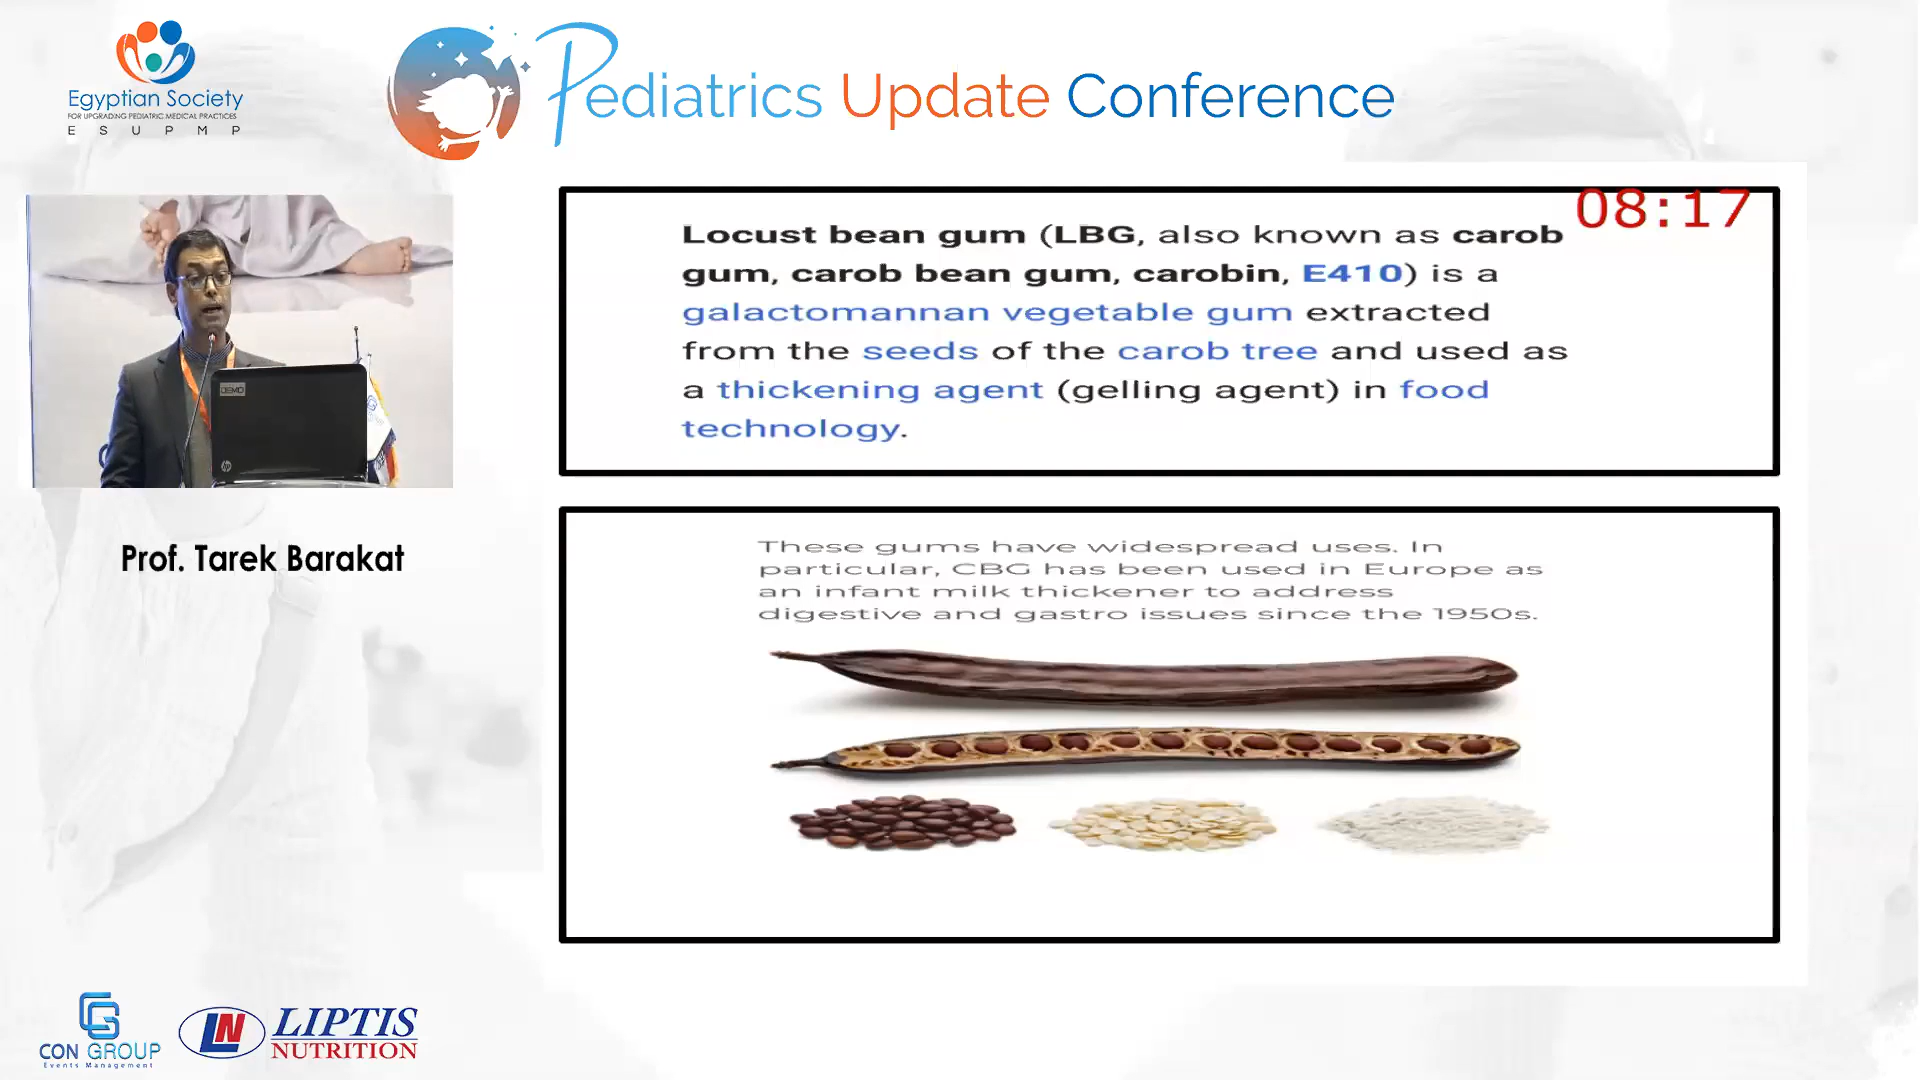 Egyptian Society
FOR UPGRADING PEDIATRIC MEDICAL PRACTICES
E S U P M P
Pediatrics Update Conference
08:17
Locust bean gum (LBG, also known as carob
gum, carob bean gum, carobin, E410) is a
galactomannan vegetable gum extracted
from the seeds of the carob tree and used as
a thickening agent (gelling agent) in food
technology.
DEMO
hp
Prof. Tarek Barakat
These gums have widespread uses. In
particular, CBG has been used in Europe as
an infant milk thickener to address
digestive and gastro issues since the 1950s.
CON GROUP
Events Management
LN LIPTIS
NUTRITION